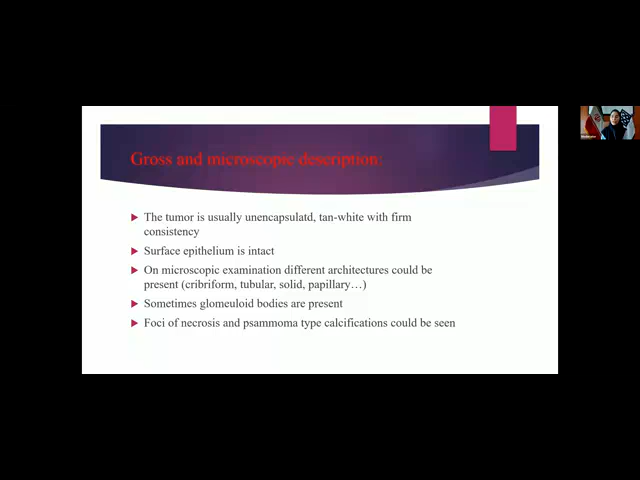 Gross and microscopic description:
The tumor is usually unencapsulatd, tan-white with firm
consistency
Surface epithelium is intact
On microscopic examination different architectures could be
present (cribriform, tubular, solid, papillary…)
Sometimes glomeuloid bodies are present
Foci of necrosis and psammoma type calcifications could be seen